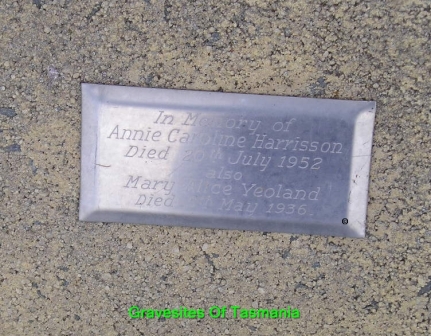 In Memory of
Annie Caroline Harrisson
Died 20th July 1952
also
Mary Alice Yeoland
Died May 1936
Gravesites Of Tasmania